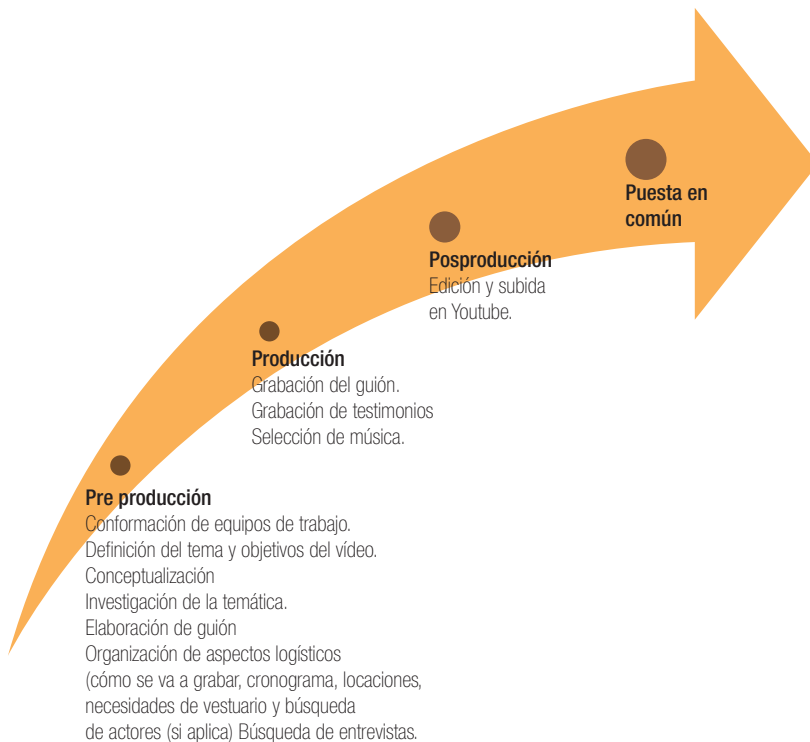 Puesta en
común
Posproducción
Edición y subida
en Youtube.
Producción
Grabación del guión.
Grabación de testimonios
Selección de música.
Pre producción
Conformación de equipos de trabajo.
Definición del tema y objetivos del vídeo.
Conceptualización
Investigación de la temática.
Elaboración de guión
Organización de aspectos logísticos
(cómo se va a grabar, cronograma, locaciones,
necesidades de vestuario y búsqueda
de actores (si aplica) Búsqueda de entrevistas.